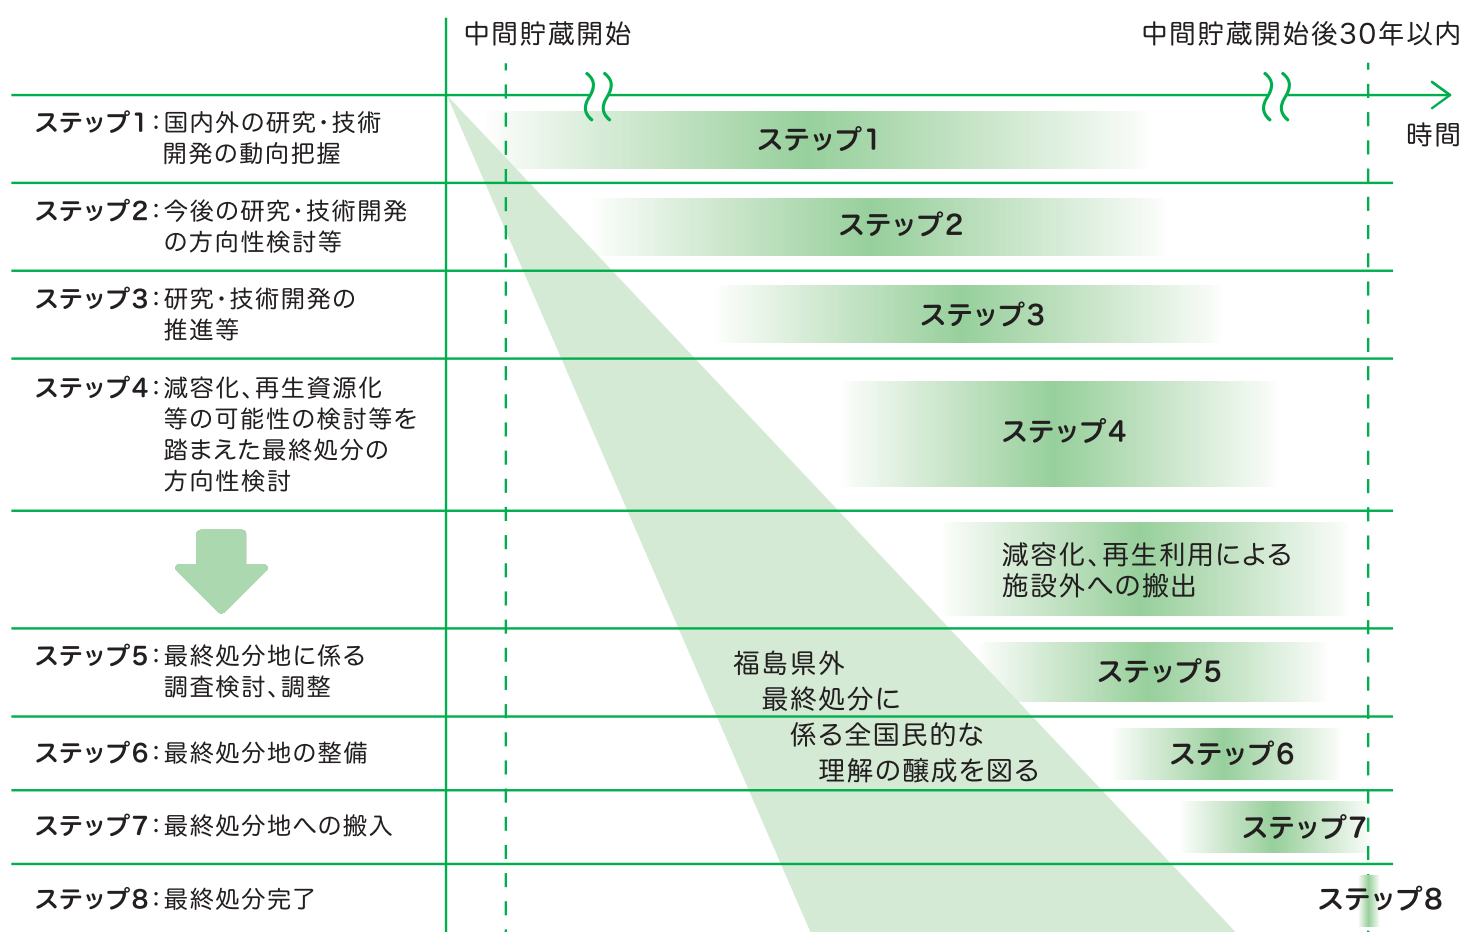 中間貯蔵開始
中間貯蔵開始後30年以内
時間
ステップ1：国内外の研究・技術
開発の動向把握
ステップ1
ステップ2：今後の研究・技術開発
の方向性検討等
ステップ2
ステップ3：研究・技術開発の
推進等
ステップ3
ステップ4：減容化、再生資源化
等の可能性の検討等を
踏まえた最終処分の
方向性検討
ステップ4
減容化、再生利用による
施設外への搬出
ステップ5：最終処分地に係る
調査検討、調整
ステップ5
福島県外
最終処分に
係る全国民的な
理解の醸成を図る
ステップ6：最終処分地の整備
ステップ6
ステップ7：最終処分地への搬入
ステップ7
ステップ8：最終処分完了
ステップ8